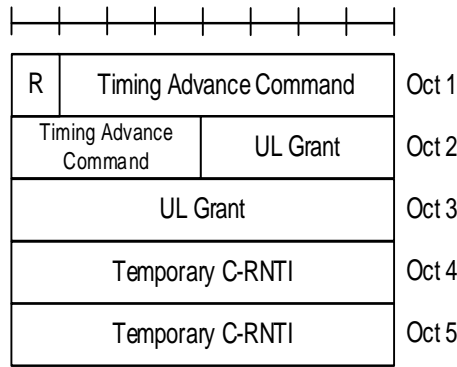 R Timing Advance Command Oct 1
Timing Advance
Command UL Grant Oct 2
UL Grant Oct 3
Temporary C-RNTI Oct 4
Temporary C-RNTI Oct 5